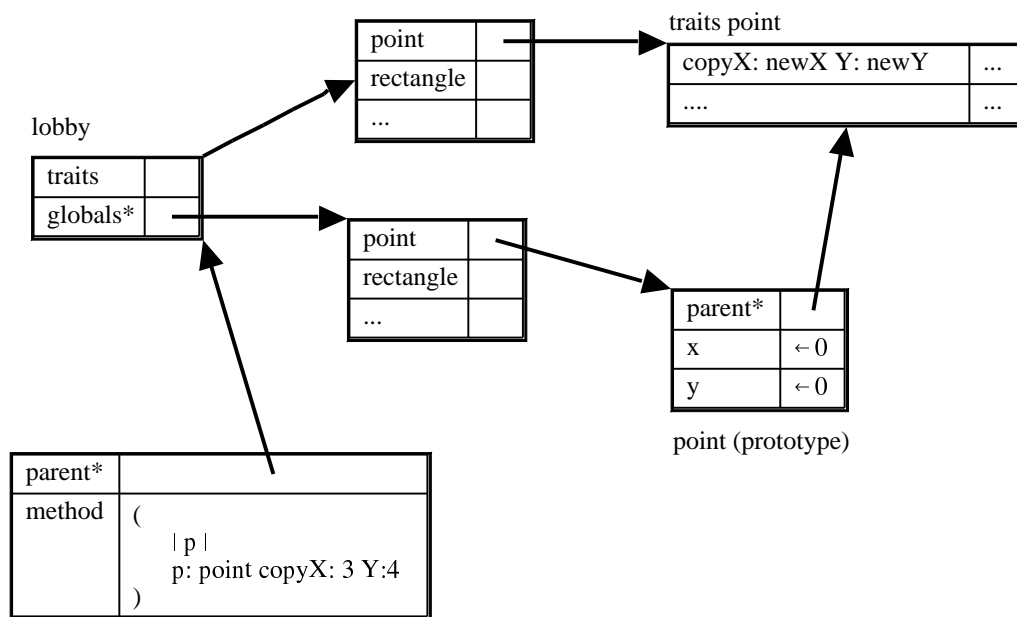 point
rectangle
...
traits point
copyX: newX Y: newY ...
.... ...
lobby
traits
globals*
point
rectangle
...
parent*
x ←0
y ←0
point (prototype)
parent*
method (
| p |
p: point copyX: 3 Y:4
)